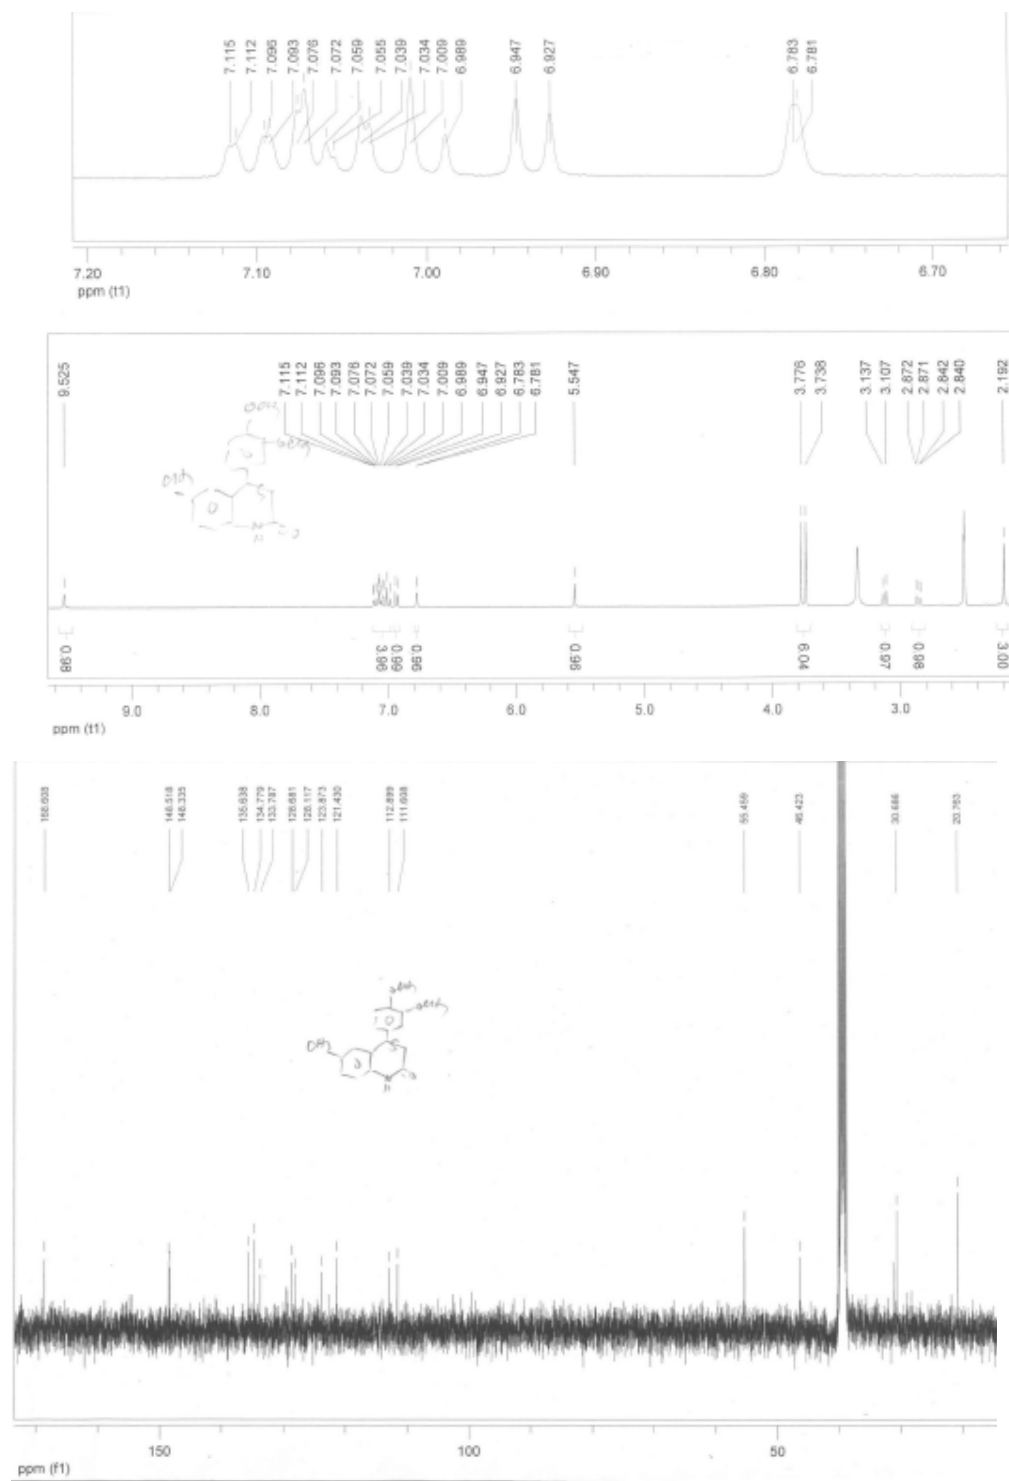 7.115 7.112 7.096 7.093 7.076 7.072 7.059 7.055 7.039 7.034 7.009 6.989 6.947 6.927 6.783 6.781
7.20 7.10 7.00 6.90 6.80 6.70
ppm (t1)
9.525 7.115 7.112 7.096 7.093 7.076 7.072 7.059 7.039 7.034 7.009 6.989 6.947 6.927 6.783 6.781 5.547 3.776 3.738 3.137 3.107 2.872 2.871 2.842 2.840 2.192
S
N
H
0.98 3.96 0.99 0.96 0.96 6.04 0.97 0.98 3.00
9.0 8.0 7.0 6.0 5.0 4.0 3.0
ppm (t1)
168.608 148.518 148.335 135.638 134.779 133.787 128.681 128.117 123.873 121.430 112.899 111.608 55.459 46.423 30.666 20.763
S
N
H
150 100 50
ppm (f1)